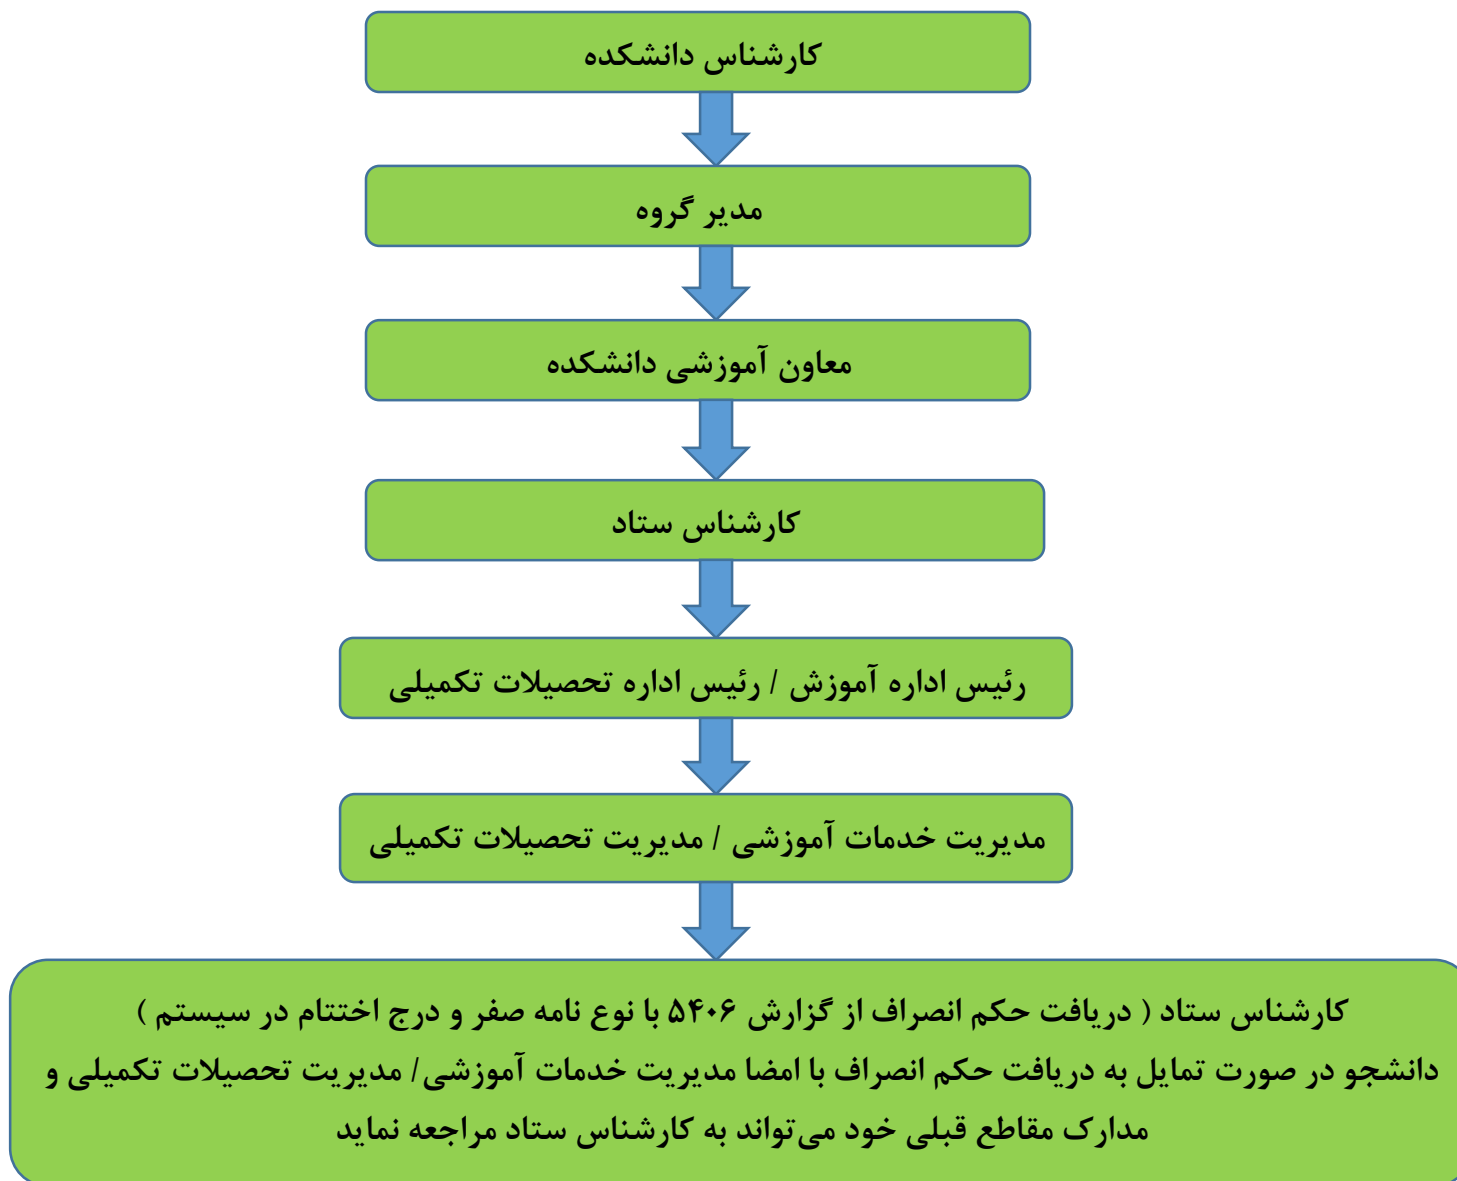 کارشناس دانشکده
مدیر گروه
معاون آموزشی دانشکده
کارشناس ستاد
رئیس اداره آموزش / رئیس اداره تحصیلات تکمیلی
مدیریت خدمات آموزشی / مدیریت تحصیلات تکمیلی
کارشناس ستاد ( دریافت حکم انصراف از گزارش ۵۴۰۶ با نوع نامه صفر و درج اختتام در سیستم )
دانشجو در صورت تمایل به دریافت حکم انصراف با امضا مدیریت خدمات آموزشی/ مدیریت تحصیلات تکمیلی و
مدارک مقاطع قبلی خود می‌تواند به کارشناس ستاد مراجعه نماید